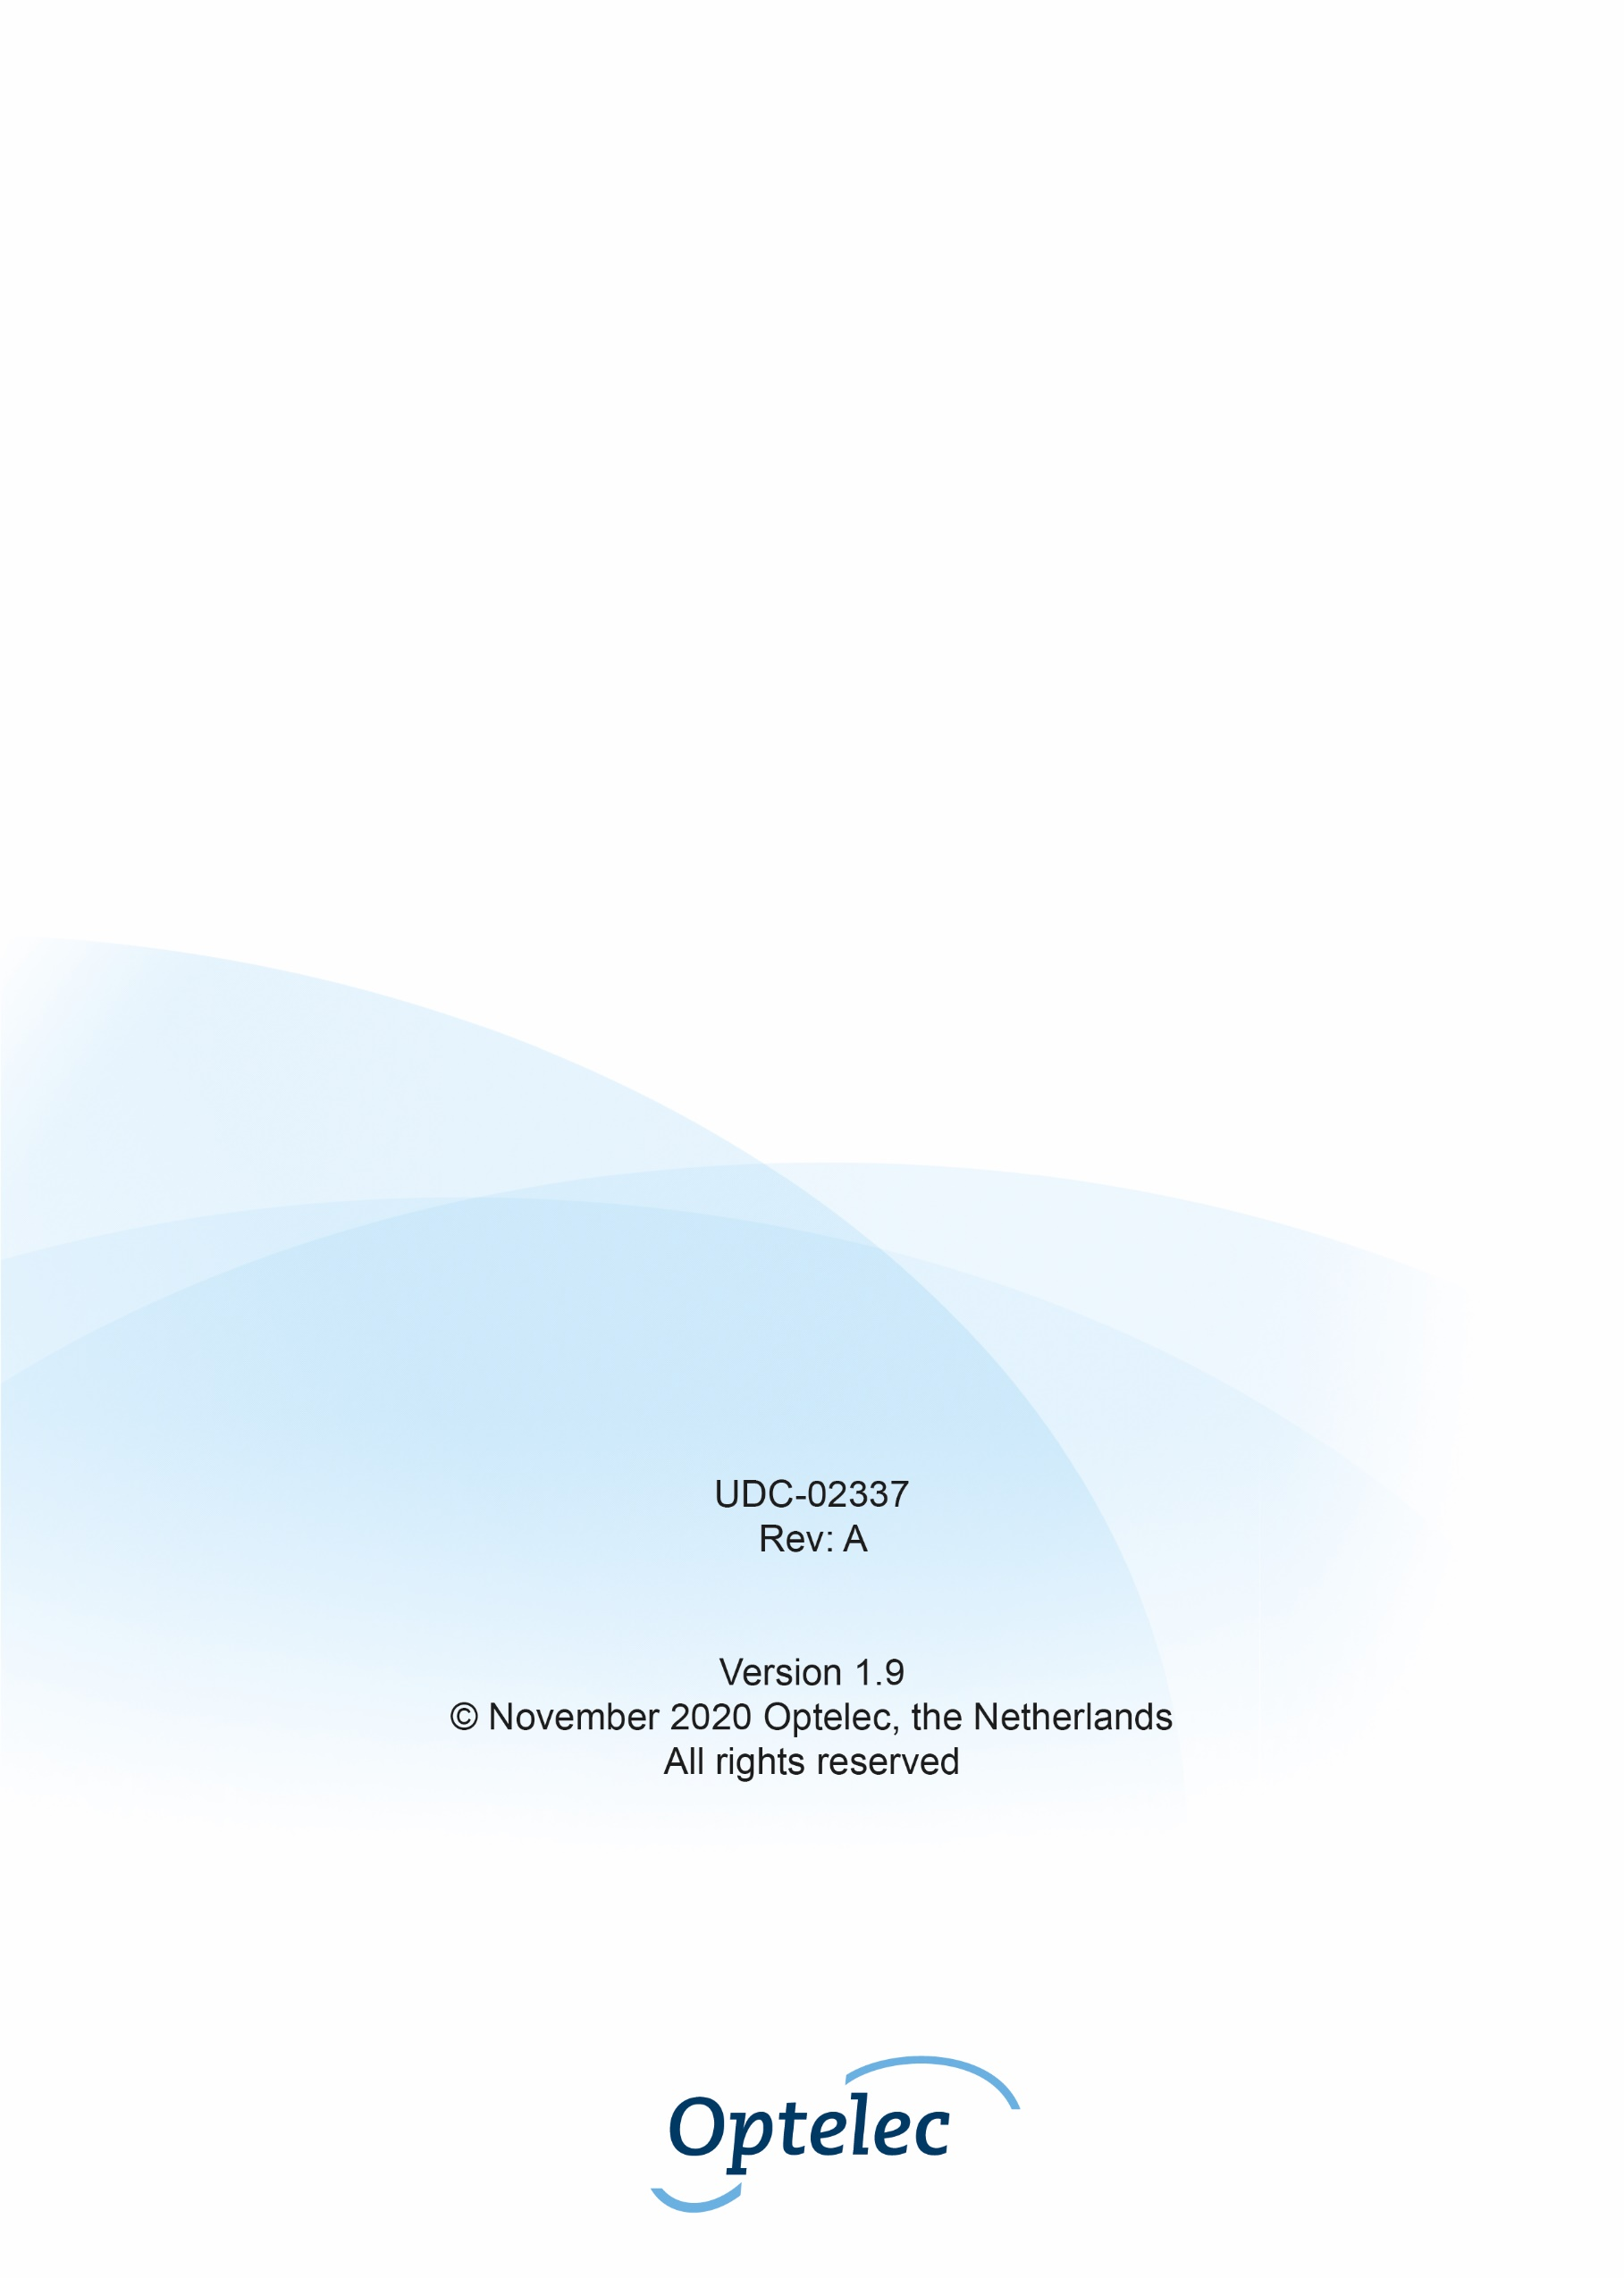 UDC-02337
Rev: A
Version 1.9
© November 2020 Optelec, the Netherlands
All rights reserved
Optelec